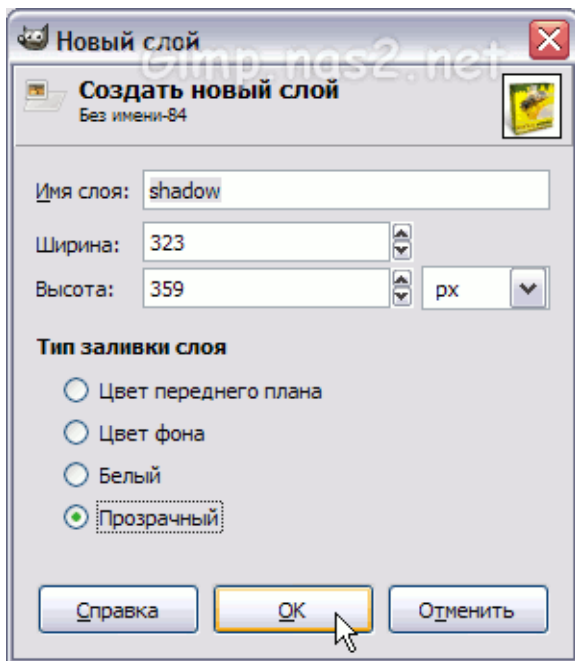 Новый слой
Gimp.nas2.net
Создать новый слой
Без имени-84
Имя слоя: shadow
Ширина: 323
Высота: 359 px
Тип заливки слоя
Цвет переднего плана
Цвет фона
Белый
Прозрачный
Справка OK Отменить